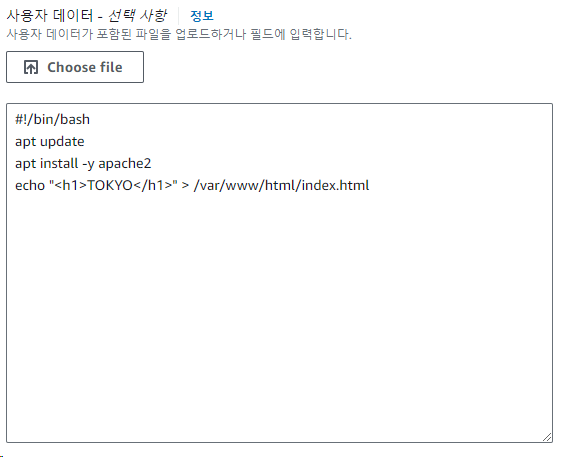 사용자 데이터 - 선택 사항 정보
사용자 데이터가 포함된 파일을 업로드하거나 필드에 입력합니다.
Choose file
#!/bin/bash
apt update
apt install -y apache2
echo "<h1>TOKYO</h1>" > /var/www/html/index.html